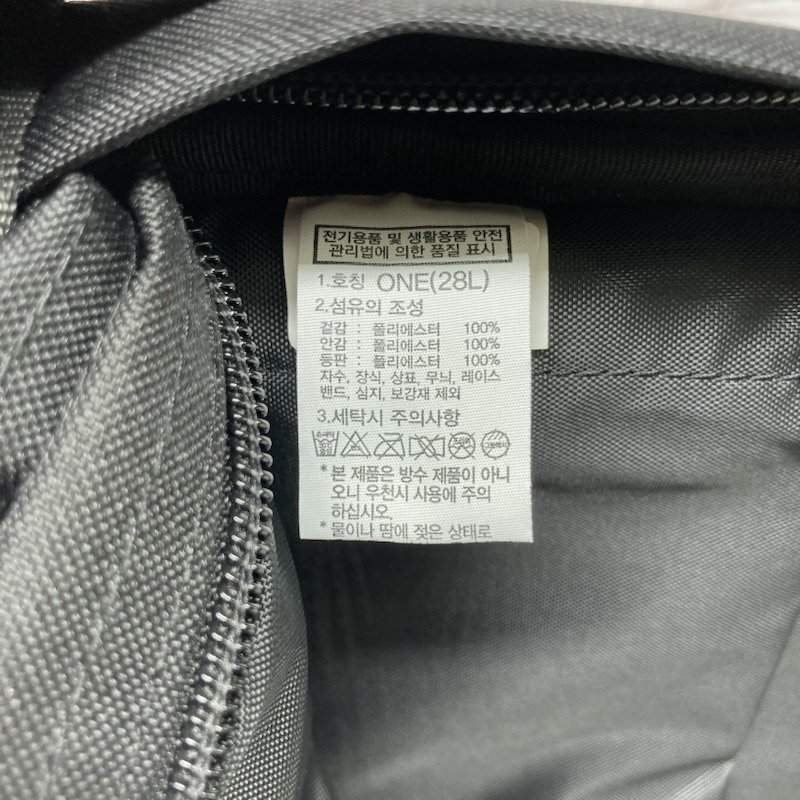 전기용품 및 생활용품 안전
관리법에 의한 품질 표시
1.호칭 ONE(28L)
2.섬유의 조성
겉감 : 폴리에스터 100%
안감 : 폴리에스터 100%
등판 : 폴리에스터 100%
자수, 장식, 상표, 무늬, 레이스
밴드, 심지, 보강재 제외
3.세탁시 주의사항
* 본 제품은 방수 제품이 아니
오니 우천시 사용에 주의
하십시오.
* 물이나 땀에 젖은 상태로